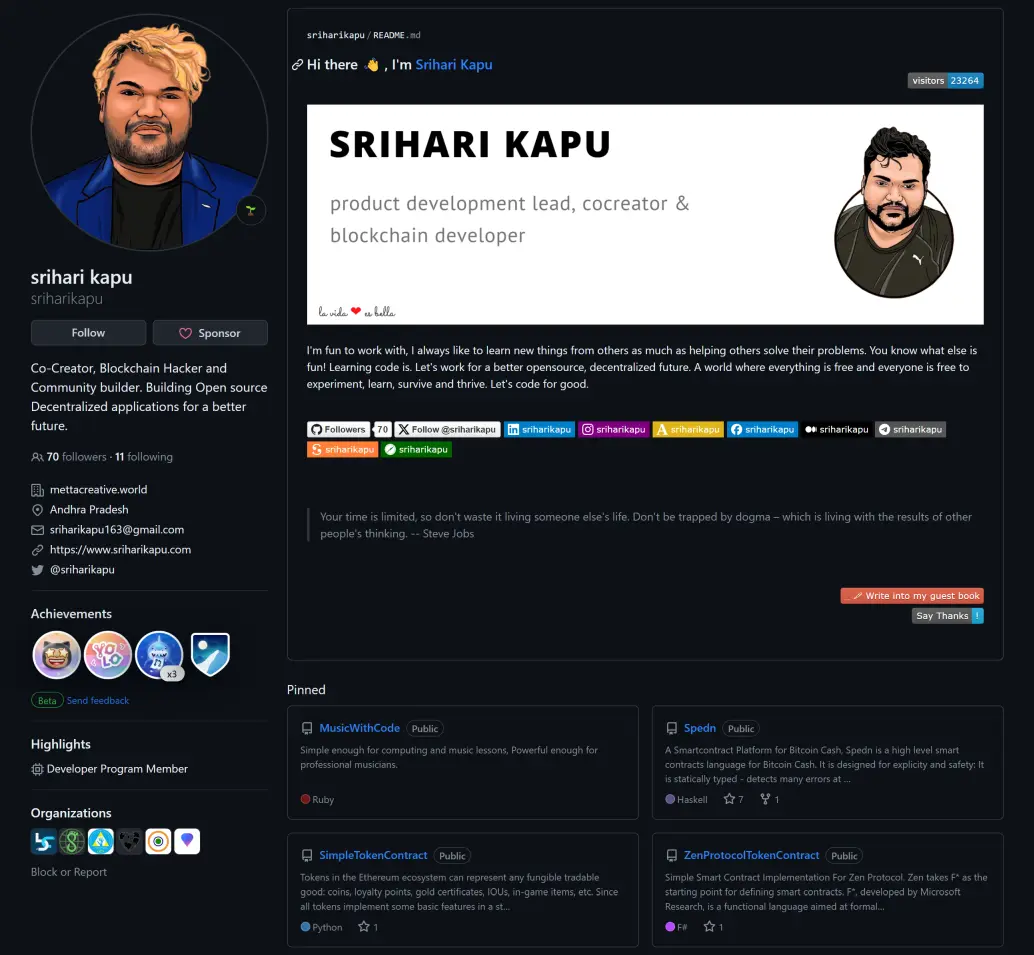 srihari kapu
sriharikapu
Follow
Sponsor
Co-Creator, Blockchain Hacker and
Community builder. Building Open source
Decentralized applications for a better
future.
70 followers · 11 following
mettacreative.world
Andhra Pradesh
sriharikapu163@gmail.com
https://www.sriharikapu.com
@sriharikapu
Achievements
YOLO
x3
Beta Send feedback
Highlights
Developer Program Member
Organizations
Block or Report
sriharikapu/README.md
Hi there 👋 , I'm Srihari Kapu
visitors 23264
SRIHARI KAPU
product development lead, cocreator &
blockchain developer
la vida ❤ es bella
I'm fun to work with, I always like to learn new things from others as much as helping others solve their problems. You know what else is
fun! Learning code is. Let's work for a better opensource, decentralized future. A world where everything is free and everyone is free to
experiment, learn, survive and thrive. Let's code for good.
Followers 70 Follow @sriharikapu sriharikapu sriharikapu sriharikapu sriharikapu sriharikapu sriharikapu
sriharikapu sriharikapu
Your time is limited, so don't waste it living someone else's life. Don't be trapped by dogma – which is living with the results of other
people's thinking. -- Steve Jobs
Write into my guest book
Say Thanks !
Pinned
MusicWithCode Public
Simple enough for computing and music lessons, Powerful enough for
professional musicians.
Ruby
Spedn Public
A Smartcontract Platform for Bitcoin Cash, Spedn is a high level smart
contracts language for Bitcoin Cash. It is designed for explicity and safety: It
is statically typed - detects many errors at ...
Haskell 7 1
SimpleTokenContract Public
Tokens in the Ethereum ecosystem can represent any fungible tradable
good: coins, loyalty points, gold certificates, IOUs, in-game items, etc. Since
all tokens implement some basic features in a st...
Python 1
ZenProtocolTokenContract Public
Simple Smart Contract Implementation For Zen Protocol. Zen takes F* as the
starting point for defining smart contracts. F*, developed by Microsoft
Research, is a functional language aimed at formal...
F# 1